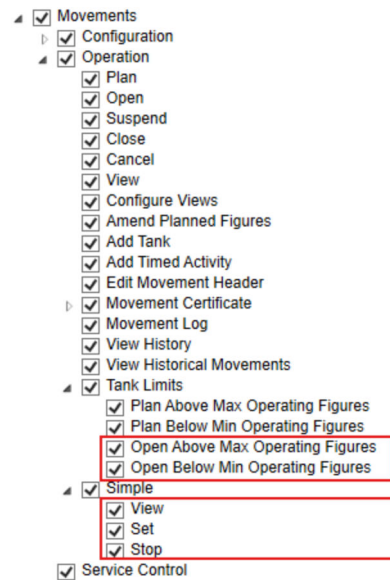 Movements
Configuration
Operation
Plan
Open
Suspend
Close
Cancel
View
Configure Views
Amend Planned Figures
Add Tank
Add Timed Activity
Edit Movement Header
Movement Certificate
Movement Log
View History
View Historical Movements
Tank Limits
Plan Above Max Operating Figures
Plan Below Min Operating Figures
Open Above Max Operating Figures
Open Below Min Operating Figures
Simple
View
Set
Stop
Service Control